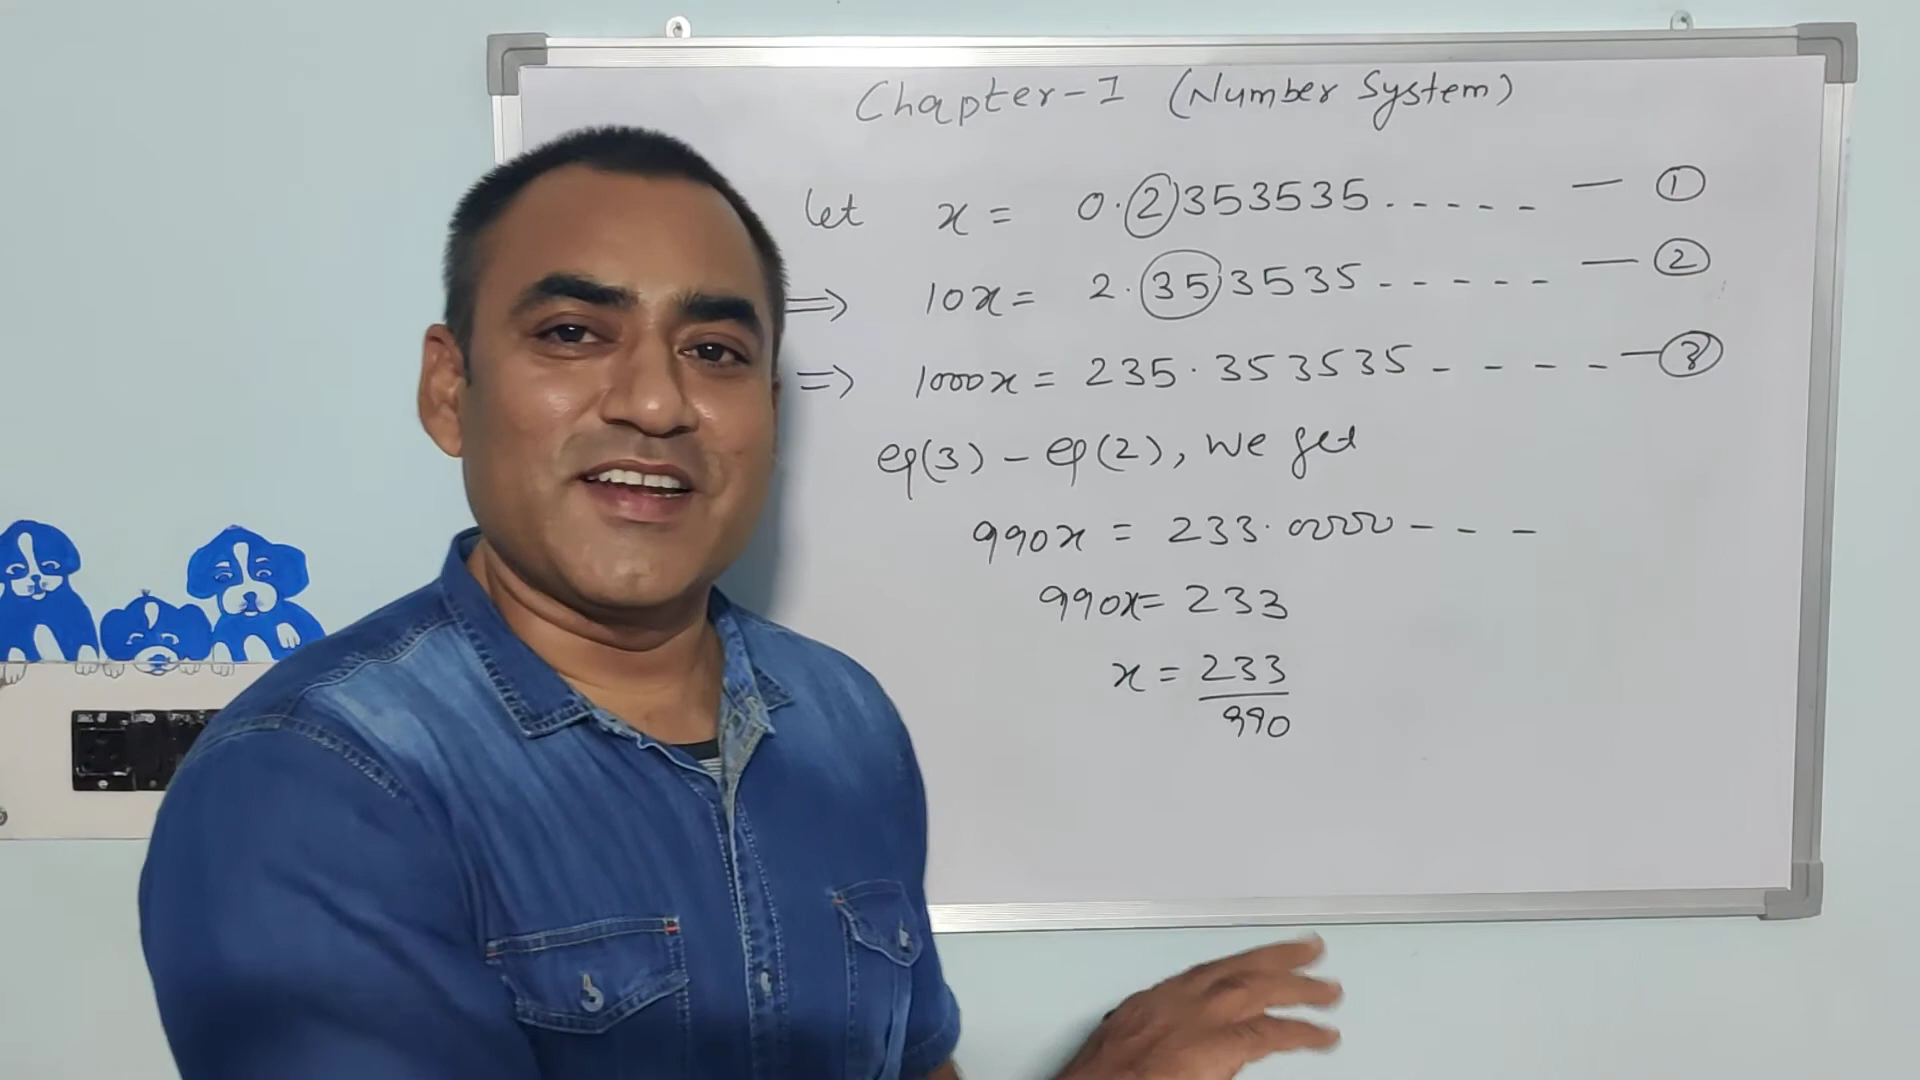 Chapter-I (Number System)
Let x = 0.2353535..... — ①
⇒ 10x = 2.353535----- — ②
⇒ 1000x = 235.353535---- — ③
eq(3) - eq(2), we get
990x = 233.00000---
990x = 233
x = 233
990